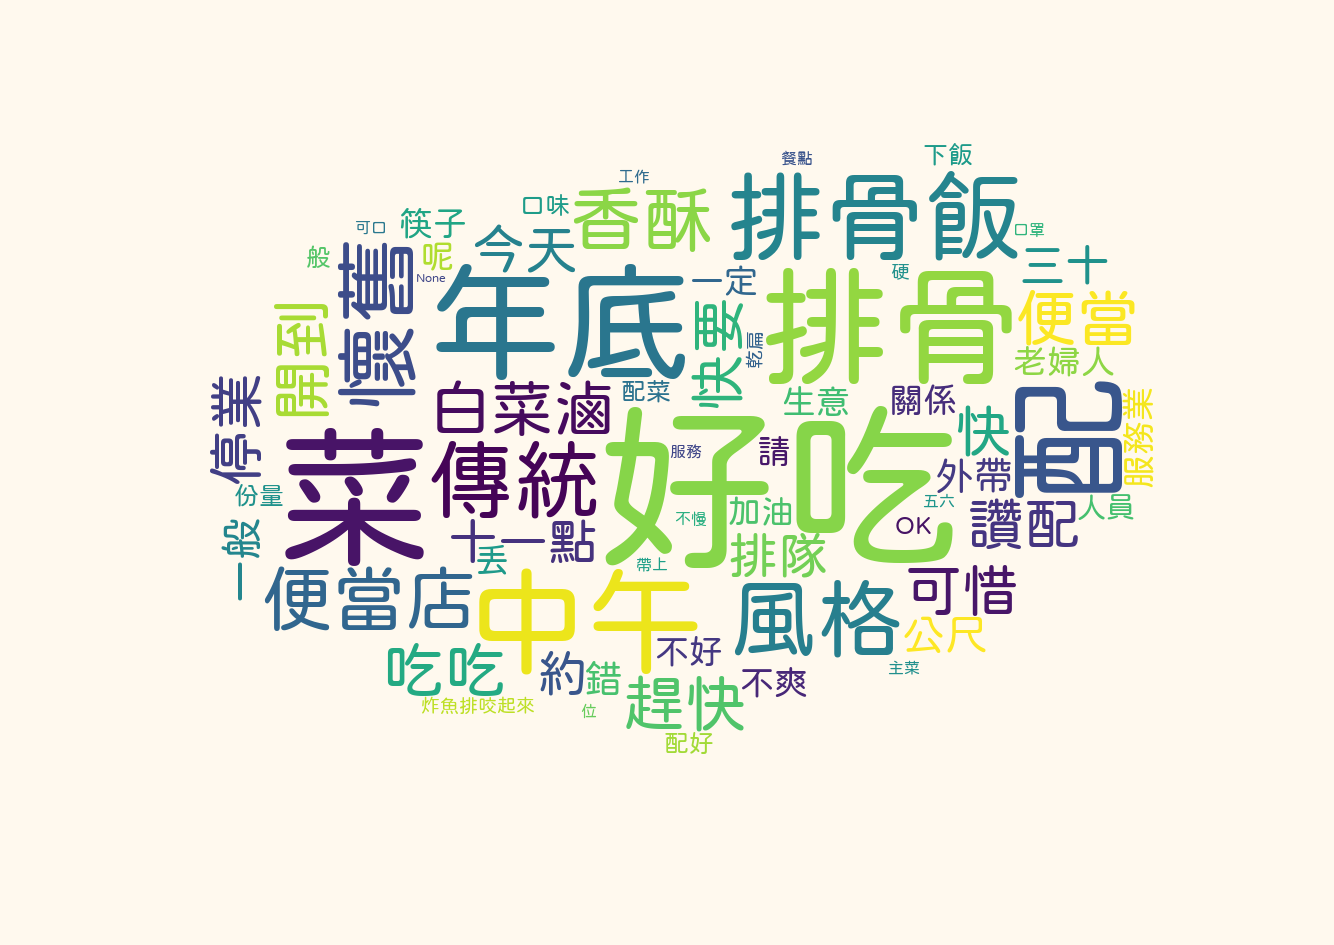 餐點
下飯
工作
香酥
排骨飯
口味
筷子
可口
今天
口罩
般
呢
舊
None
一定
硬
三十
年底
排骨
便當
開到
懷
快要
乾扁
老婦人
停業
白菜滷
配菜
生意
關係
配
服務業
菜
傳統
好吃
服務
請
快
外帶
份量
一般
十一點
不慢
加油
五六
OK
讚配
人員
丟
排隊
帶上
便當店
中午
風格
可惜
公尺
吃吃
約
錯
不好
不爽
主菜
炸魚排咬起來
位
趕快
配好